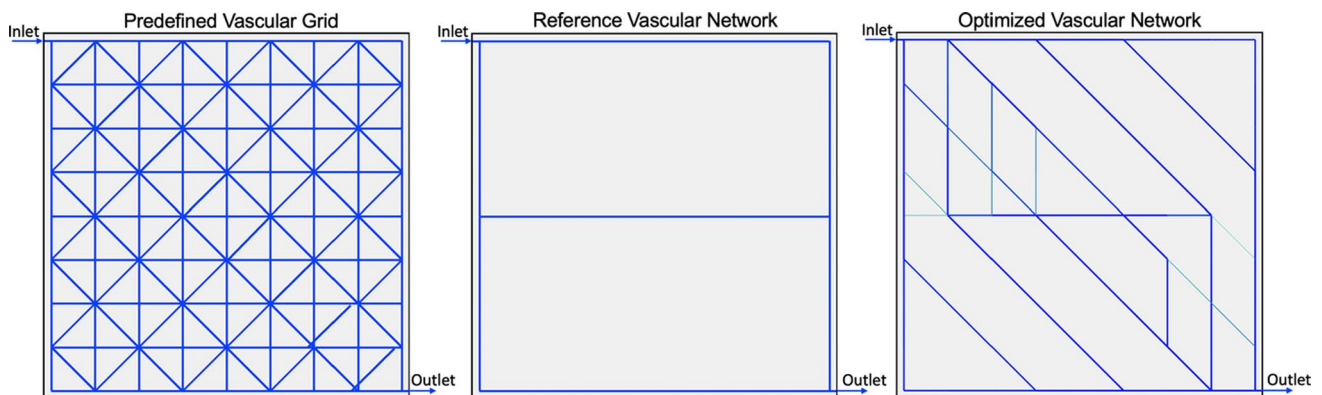 Predefined Vascular Grid
Reference Vascular Network
Optimized Vascular Network
Inlet
Inlet
Inlet
Outlet
Outlet
Outlet